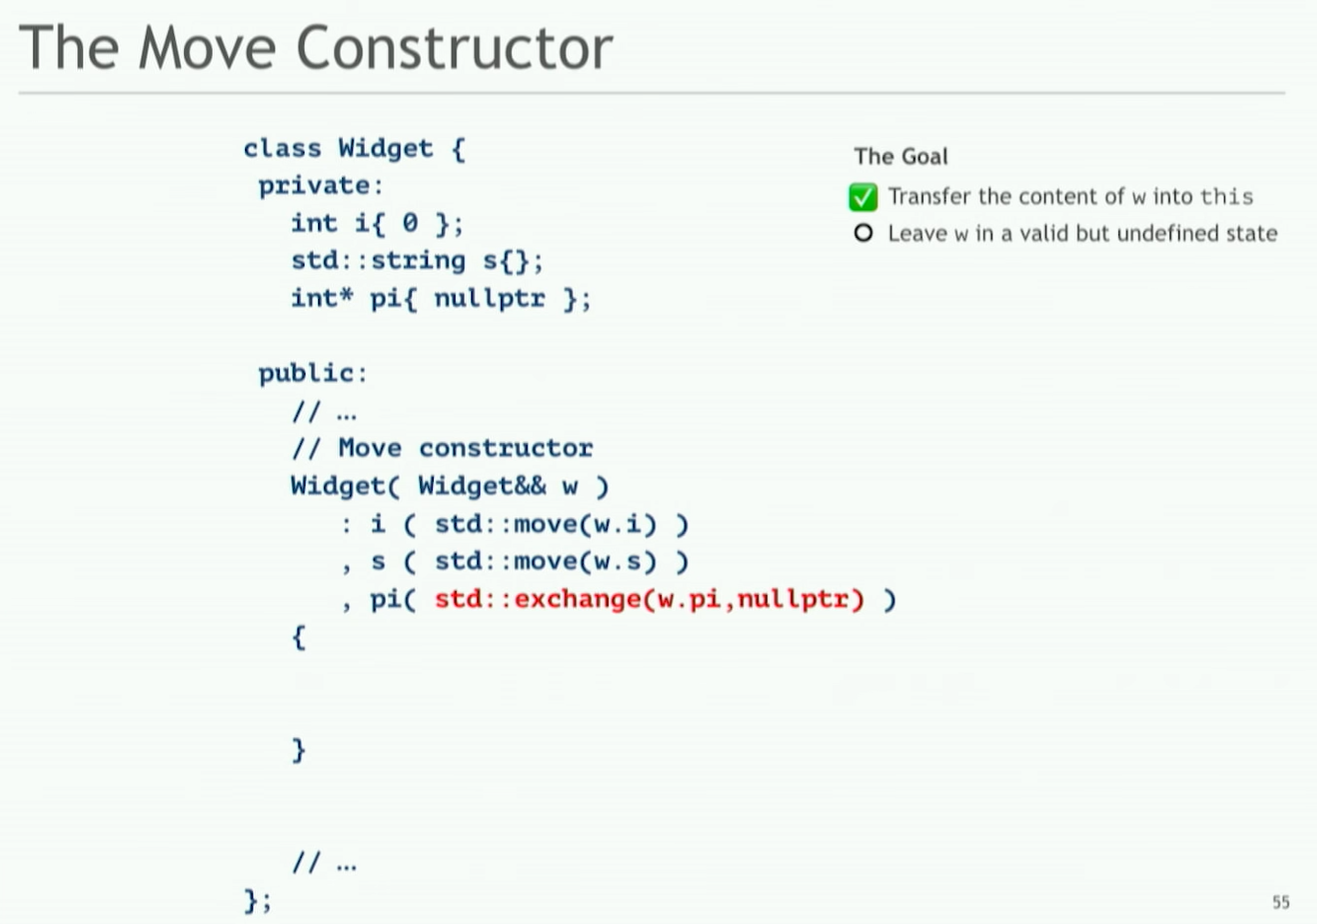 The Move Constructor
class Widget {
private:
int i{ 0 };
std::string s{};
int* pi{ nullptr };
public:
// …
// Move constructor
Widget( Widget&& w )
: i ( std::move(w.i) )
, s ( std::move(w.s) )
, pi( std::exchange(w.pi,nullptr) )
{
}
// …
};
The Goal
Transfer the content of w into this
Leave w in a valid but undefined state
55